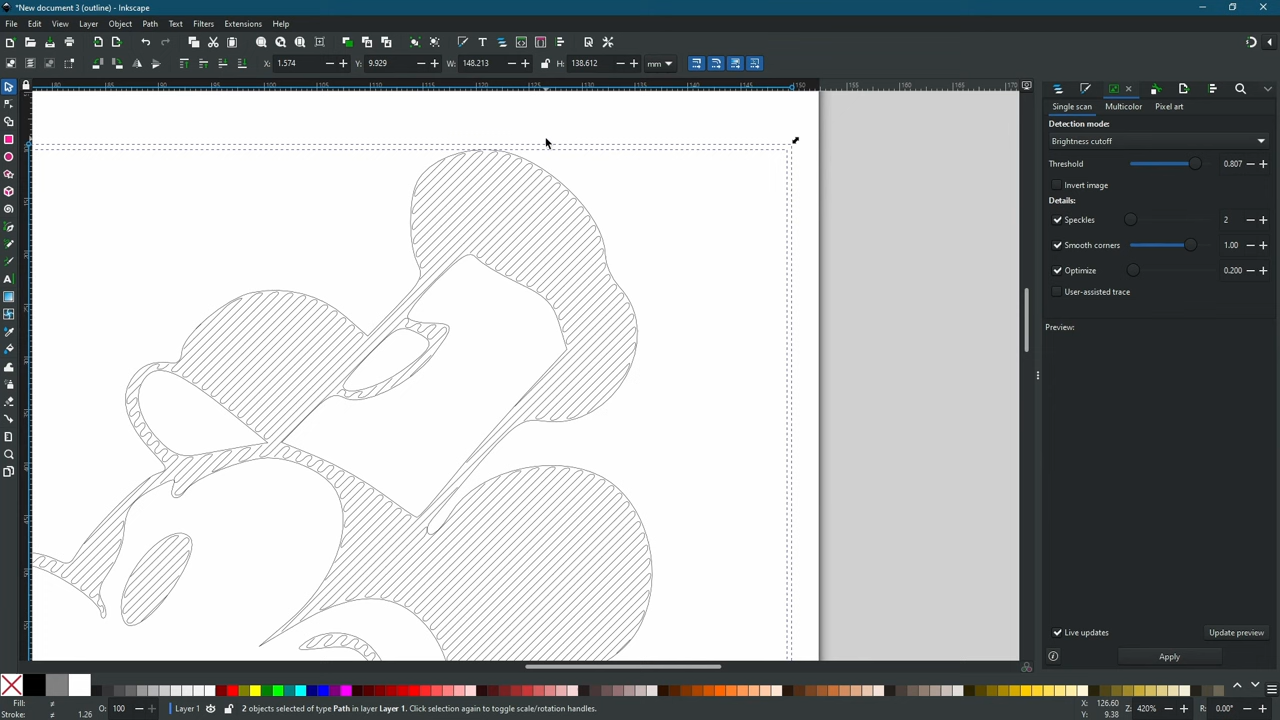 *New document 3 (outline) - Inkscape
File Edit View Layer Object Path Text Filters Extensions Help
X: 1.574 Y: 9.929 W: 148.213 H: 138.612 mm
Single scan Multicolor Pixel art
Detection mode:
Brightness cutoff
Threshold 0.807
Invert image
Details:
Speckles 2
Smooth corners 1.00
Optimize 0.200
User-assisted trace
Preview:
Live updates Update preview
Apply
Fill: ≠ O: 100 Layer 1 2 objects selected of type Path in layer Layer 1. Click selection again to toggle scale/rotation handles. X: 126.60 Z: 420% R: 0.00°
Stroke: ≠ 1.26 Y: 9.38